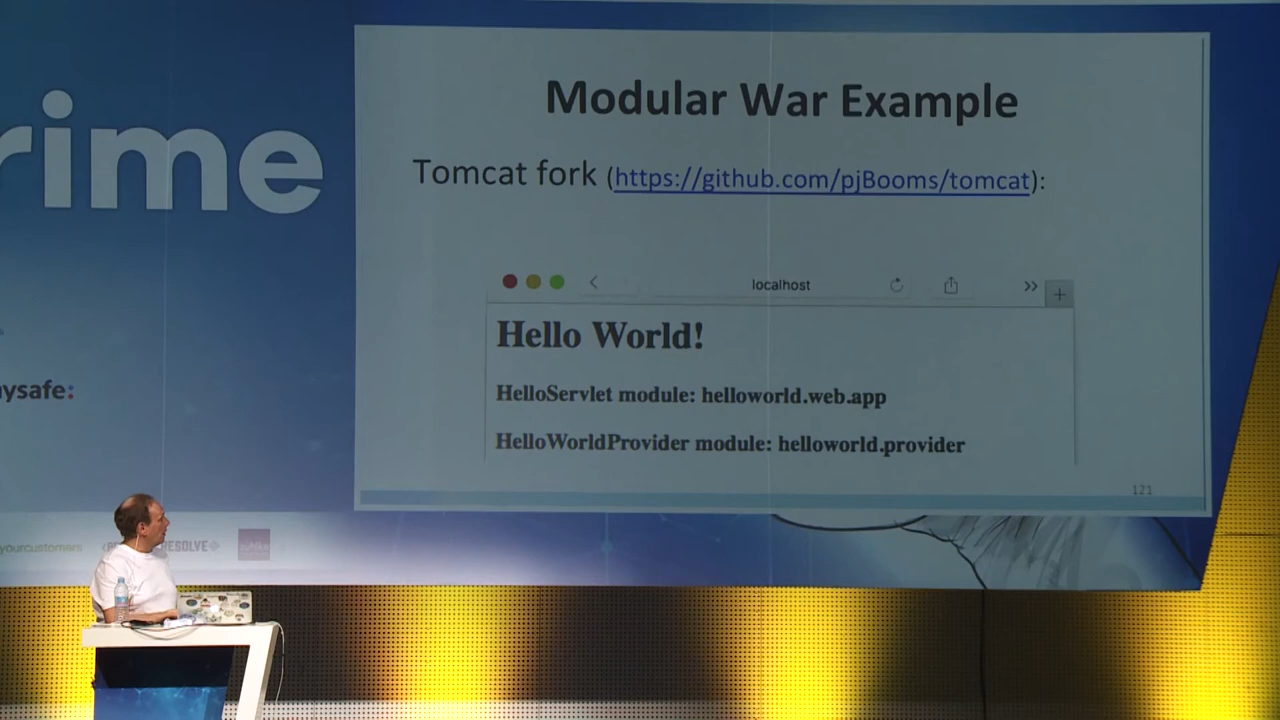 Modular War Example
Tomcat fork (https://github.com/pjBooms/tomcat):
localhost
Hello World!
HelloServlet module: helloworld.web.app
HelloWorldProvider module: helloworld.provider
121
rime
ysafe:
yourcustomers
RESOLVE